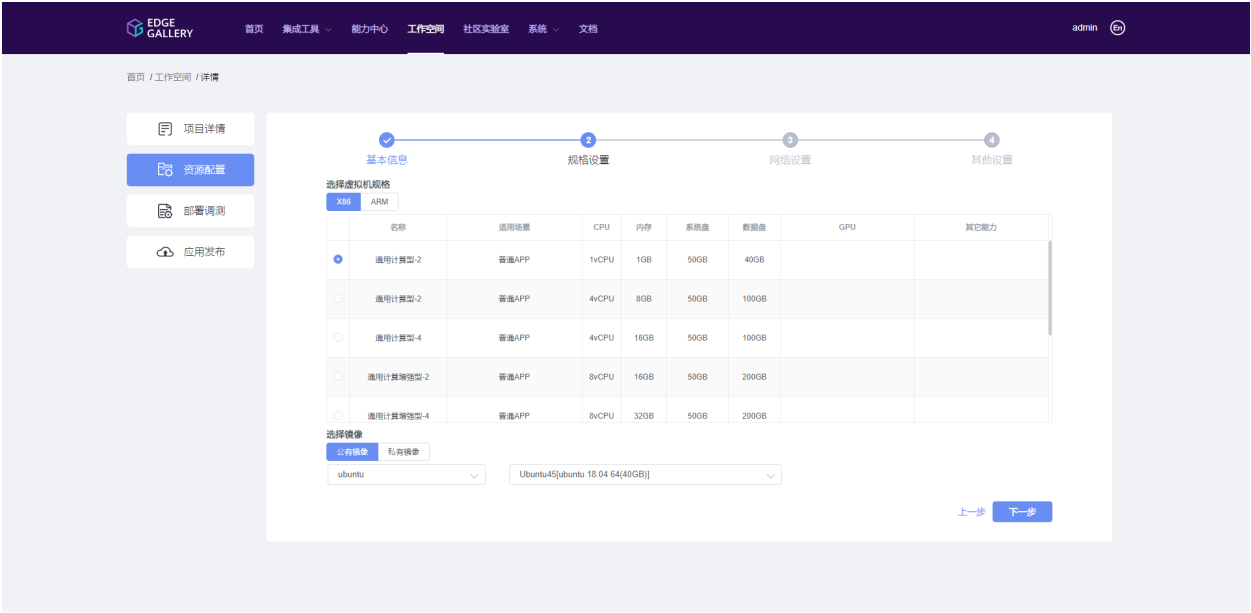 EDGE GALLERY 首页 集成工具 能力中心 工作空间 社区实验室 系统 文档 admin En
首页 / 工作空间 / 详情
项目详情
资源配置
部署调测
应用发布
2 3 4
基本信息 规格设置 网络设置 其他设置
选择虚拟机规格
X86 ARM
名称 适用场景 CPU 内存 系统盘 数据盘 GPU 其它能力
通用计算型-2 普通APP 1vCPU 1GB 50GB 40GB
通用计算型-2 普通APP 4vCPU 8GB 50GB 100GB
通用计算型-4 普通APP 4vCPU 16GB 50GB 100GB
通用计算增强型-2 普通APP 8vCPU 16GB 50GB 200GB
通用计算增强型-4 普通APP 8vCPU 32GB 50GB 200GB
选择镜像
公有镜像 私有镜像
ubuntu Ubuntu45[ubuntu 18.04 64(40GB)]
上一步 下一步